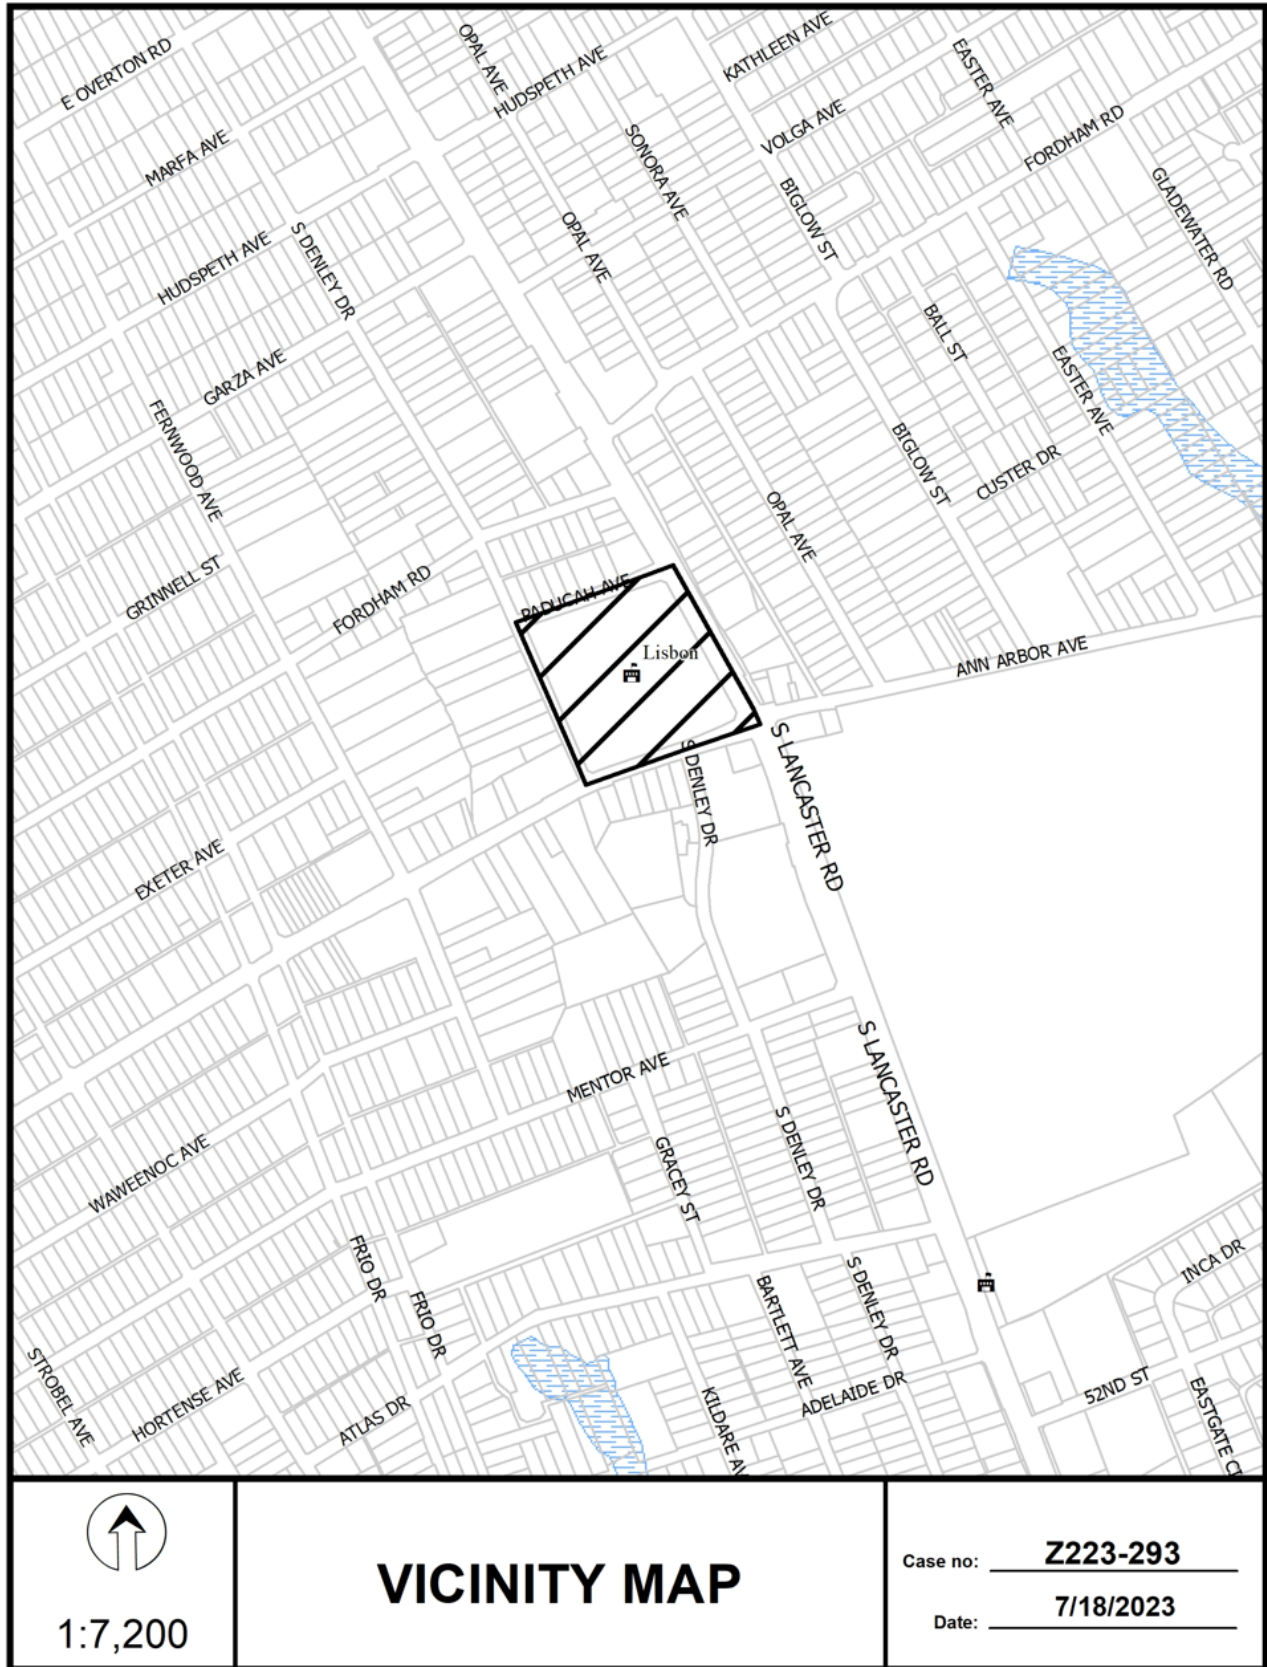 E OVERTON RD
OPAL AVE
HUDSPETH AVE
KATHLEEN AVE
EASTER AVE
MARFA AVE
SONORA AVE
VOLGA AVE
FORDHAM RD
BIGLOW ST
GLADEWATER RD
HUDSPETH AVE
S DENLEY DR
OPAL AVE
GARZA AVE
BALL ST
EASTER AVE
FERNWOOD AVE
BIGLOW ST
CUSTER DR
OPAL AVE
GRINNELL ST
FORDHAM RD
PADUCAH AVE
Lisbon
ANN ARBOR AVE
S DENLEY DR
S LANCASTER RD
EXETER AVE
MENTOR AVE
S LANCASTER RD
WAWEENOC AVE
GRACEY ST
S DENLEY DR
FRIO DR
FRIO DR
BARTLETT AVE
S DENLEY DR
INCA DR
STROBEL AVE
HORTENSE AVE
ATLAS DR
KILDARE AV
ADELAIDE DR
52ND ST
EASTGATE CI
1:7,200
VICINITY MAP
Case no: Z223-293
Date: 7/18/2023